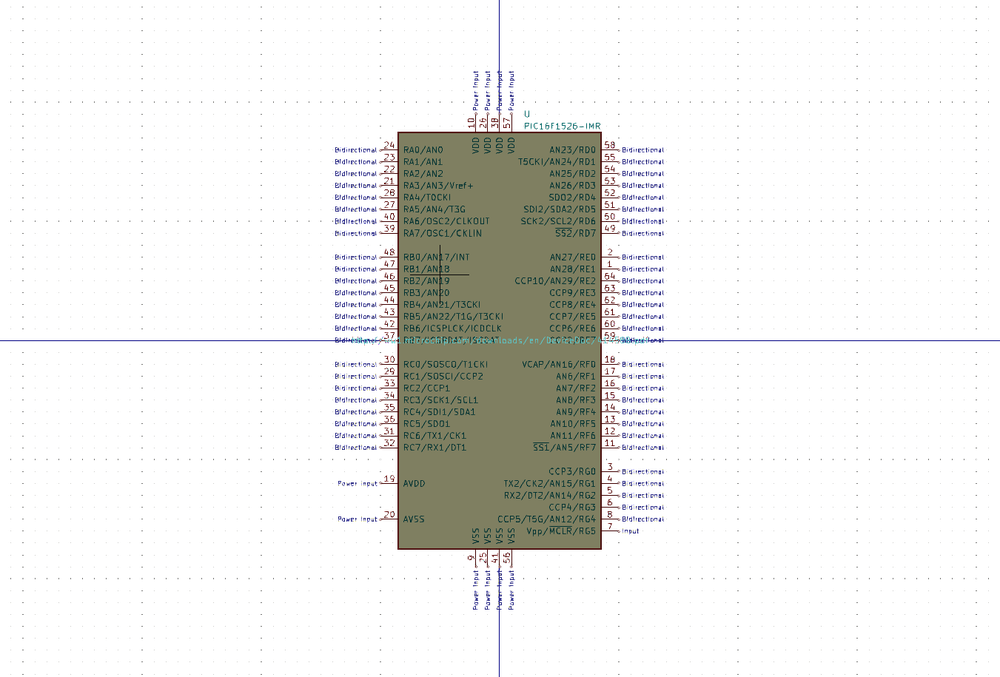 Power Input Power Input Power Input Power Input
10 26 38 57
U
PIC16F1526-IMR
VDD VDD VDD VDD
Bidirectional 24 RA0/AN0 AN23/RD0 58 Bidirectional
Bidirectional 23 RA1/AN1 T5CKI/AN24/RD1 55 Bidirectional
Bidirectional 22 RA2/AN2 AN25/RD2 54 Bidirectional
Bidirectional 21 RA3/AN3/Vref+ AN26/RD3 53 Bidirectional
Bidirectional 28 RA4/T0CKI SDO2/RD4 52 Bidirectional
Bidirectional 27 RA5/AN4/T3G SDI2/SDA2/RD5 51 Bidirectional
Bidirectional 40 RA6/OSC2/CLKOUT SCK2/SCL2/RD6 50 Bidirectional
Bidirectional 39 RA7/OSC1/CKLIN SS2/RD7 49 Bidirectional
Bidirectional 48 RB0/AN17/INT AN27/RE0 2 Bidirectional
Bidirectional 47 RB1/AN18 AN28/RE1 1 Bidirectional
Bidirectional 46 RB2/AN19 CCP10/AN29/RE2 64 Bidirectional
Bidirectional 45 RB3/AN20 CCP9/RE3 63 Bidirectional
Bidirectional 44 RB4/AN21/T3CKI CCP8/RE4 62 Bidirectional
Bidirectional 43 RB5/AN22/T1G/T3CKI CCP7/RE5 61 Bidirectional
Bidirectional 42 RB6/ICSPLCK/ICDCLK CCP6/RE6 60 Bidirectional
37 59
Bidirectional 30 RC0/SOSCO/T1CKI VCAP/AN16/RF0 18 Bidirectional
Bidirectional 29 RC1/SOSCI/CCP2 AN6/RF1 17 Bidirectional
Bidirectional 33 RC2/CCP1 AN7/RF2 16 Bidirectional
Bidirectional 34 RC3/SCK1/SCL1 AN8/RF3 15 Bidirectional
Bidirectional 35 RC4/SDI1/SDA1 AN9/RF4 14 Bidirectional
Bidirectional 36 RC5/SDO1 AN10/RF5 13 Bidirectional
Bidirectional 31 RC6/TX1/CK1 AN11/RF6 12 Bidirectional
Bidirectional 32 RC7/RX1/DT1 SS1/AN5/RF7 11 Bidirectional
CCP3/RG0 3 Bidirectional
Power Input 19 AVDD TX2/CK2/AN15/RG1 4 Bidirectional
RX2/DT2/AN14/RG2 5 Bidirectional
CCP4/RG3 6 Bidirectional
Power Input 20 AVSS CCP5/T5G/AN12/RG4 8 Bidirectional
Vpp/MCLR/RG5 7 Input
VSS VSS VSS VSS
9 25 41 56
Power Input Power Input Power Input Power Input